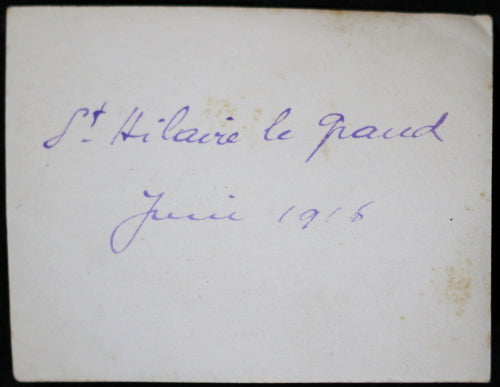 St. Hilaire le grand
Juin 1916